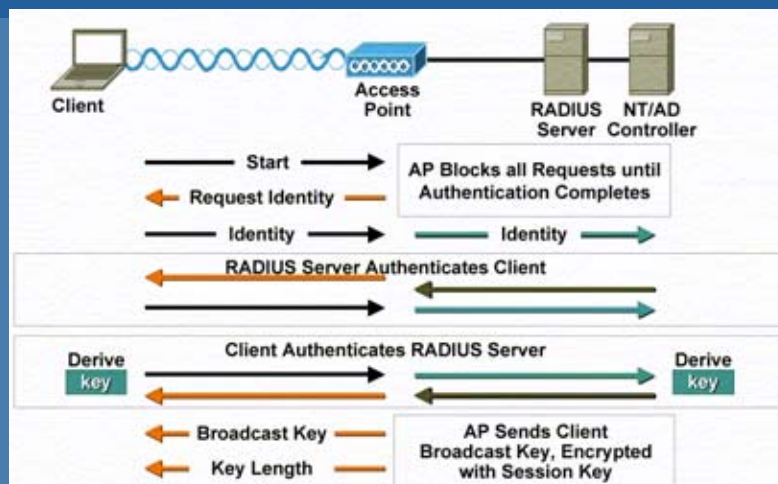 Client
Access
Point
RADIUS
Server
NT/AD
Controller
Start
AP Blocks all Requests until
Authentication Completes
Request Identity
Identity
Identity
RADIUS Server Authenticates Client
Client Authenticates RADIUS Server
Derive
key
Derive
key
Broadcast Key
Key Length
AP Sends Client
Broadcast Key, Encrypted
with Session Key